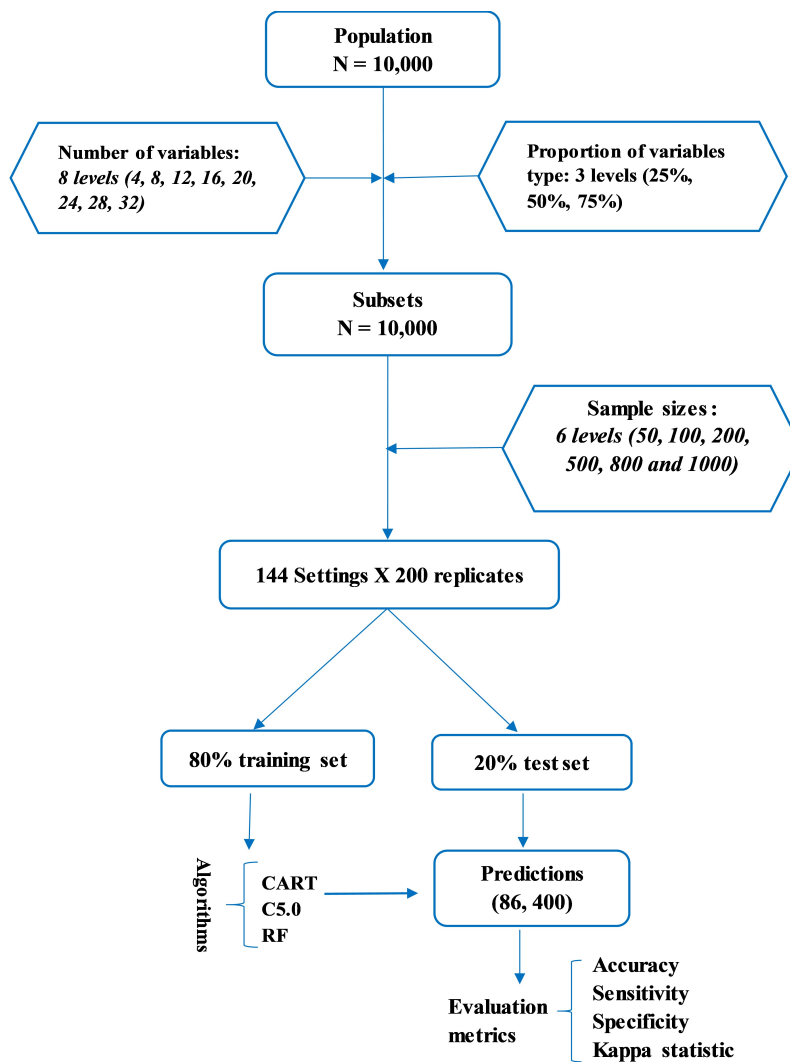 Population
N = 10,000
Number of variables:
8 levels (4, 8, 12, 16, 20,
24, 28, 32)
Proportion of variables
type: 3 levels (25%,
50%, 75%)
Subsets
N = 10,000
Sample sizes :
6 levels (50, 100, 200,
500, 800 and 1000)
144 Settings X 200 replicates
80% training set
20% test set
Algorithms
CART
C5.0
RF
Predictions
(86, 400)
Evaluation
metrics
Accuracy
Sensitivity
Specificity
Kappa statistic